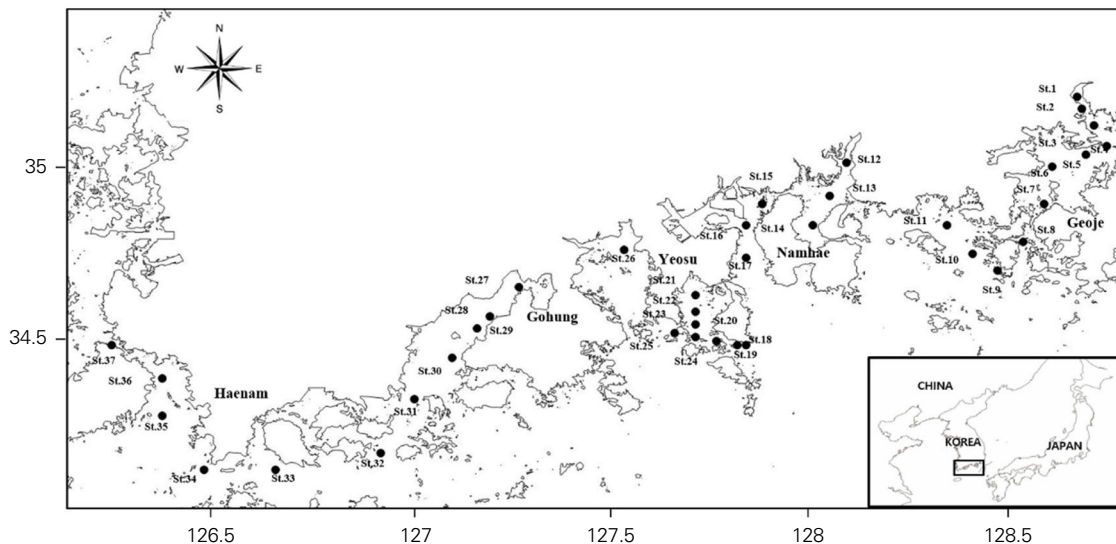 N
W E
S
St.1
St.2
St.3
St.4
St.5
St.6
St.7
Geoje
St.8
St.9
St.10
St.11
St.12
St.13
St.14
St.15
St.16
Namhae
St.17
Yeosu
St.18
St.19
St.20
St.21
St.22
St.23
St.24
St.25
St.26
St.27
Gohung
St.28
St.29
St.30
St.31
St.32
St.33
St.34
St.35
St.36
St.37
Haenam
35
34.5
126.5
127
127.5
128
128.5
CHINA
KOREA
JAPAN